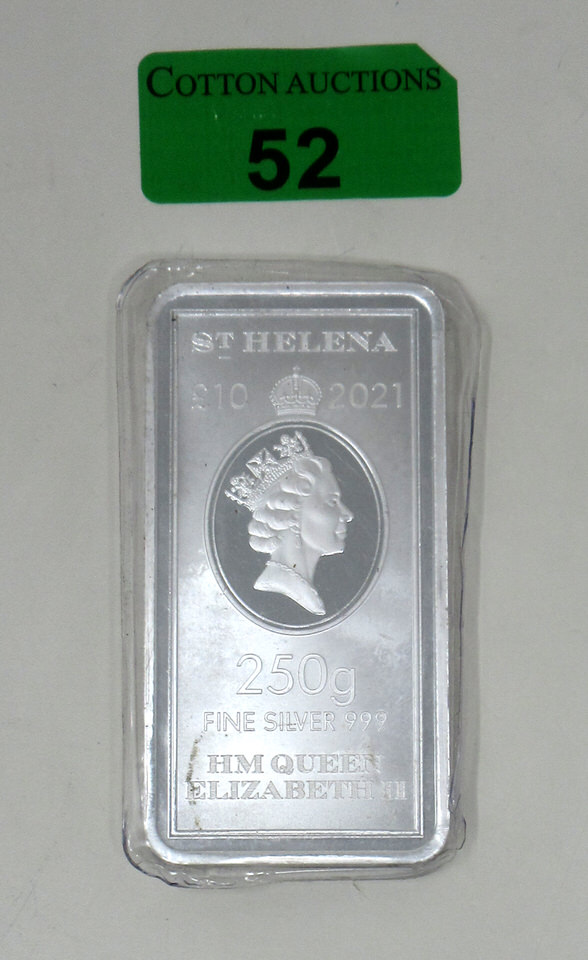 COTTON AUCTIONS
52
ST HELENA
£10 2021
250g
FINE SILVER 999
HM QUEEN
ELIZABETH II